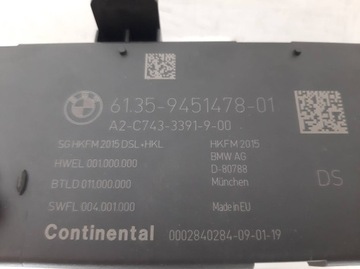 BMW
61.35-9451478-01
A2-C743-3391-9-00
SG HKFM 2015 DSL+HKL
HKFM 2015
BMW AG
HWEL 001.000.000
D-80788
BTLD 011.000.000
München
DS
SWFL 004.001.000
Made in EU
Continental 0002840284-09-01-19